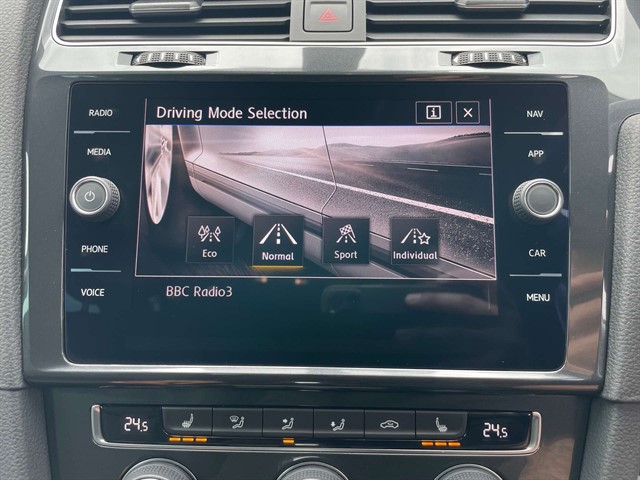 RADIO
MEDIA
PHONE
VOICE
Driving Mode Selection
i
Eco
Normal
Sport
Individual
BBC Radio3
NAV
APP
CAR
MENU
24.5
24.5